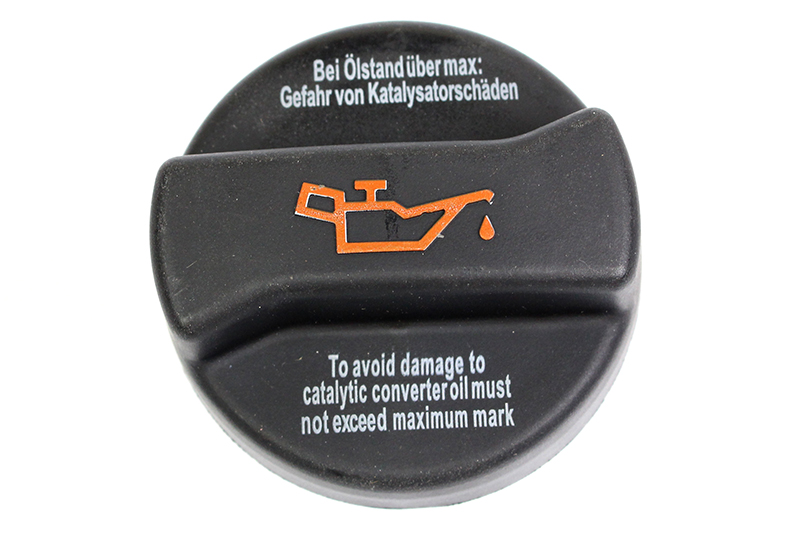 Bei Ölstand über max:
Gefahr von Katalysatorschäden
To avoid damage to
catalytic converter oil must
not exceed maximum mark